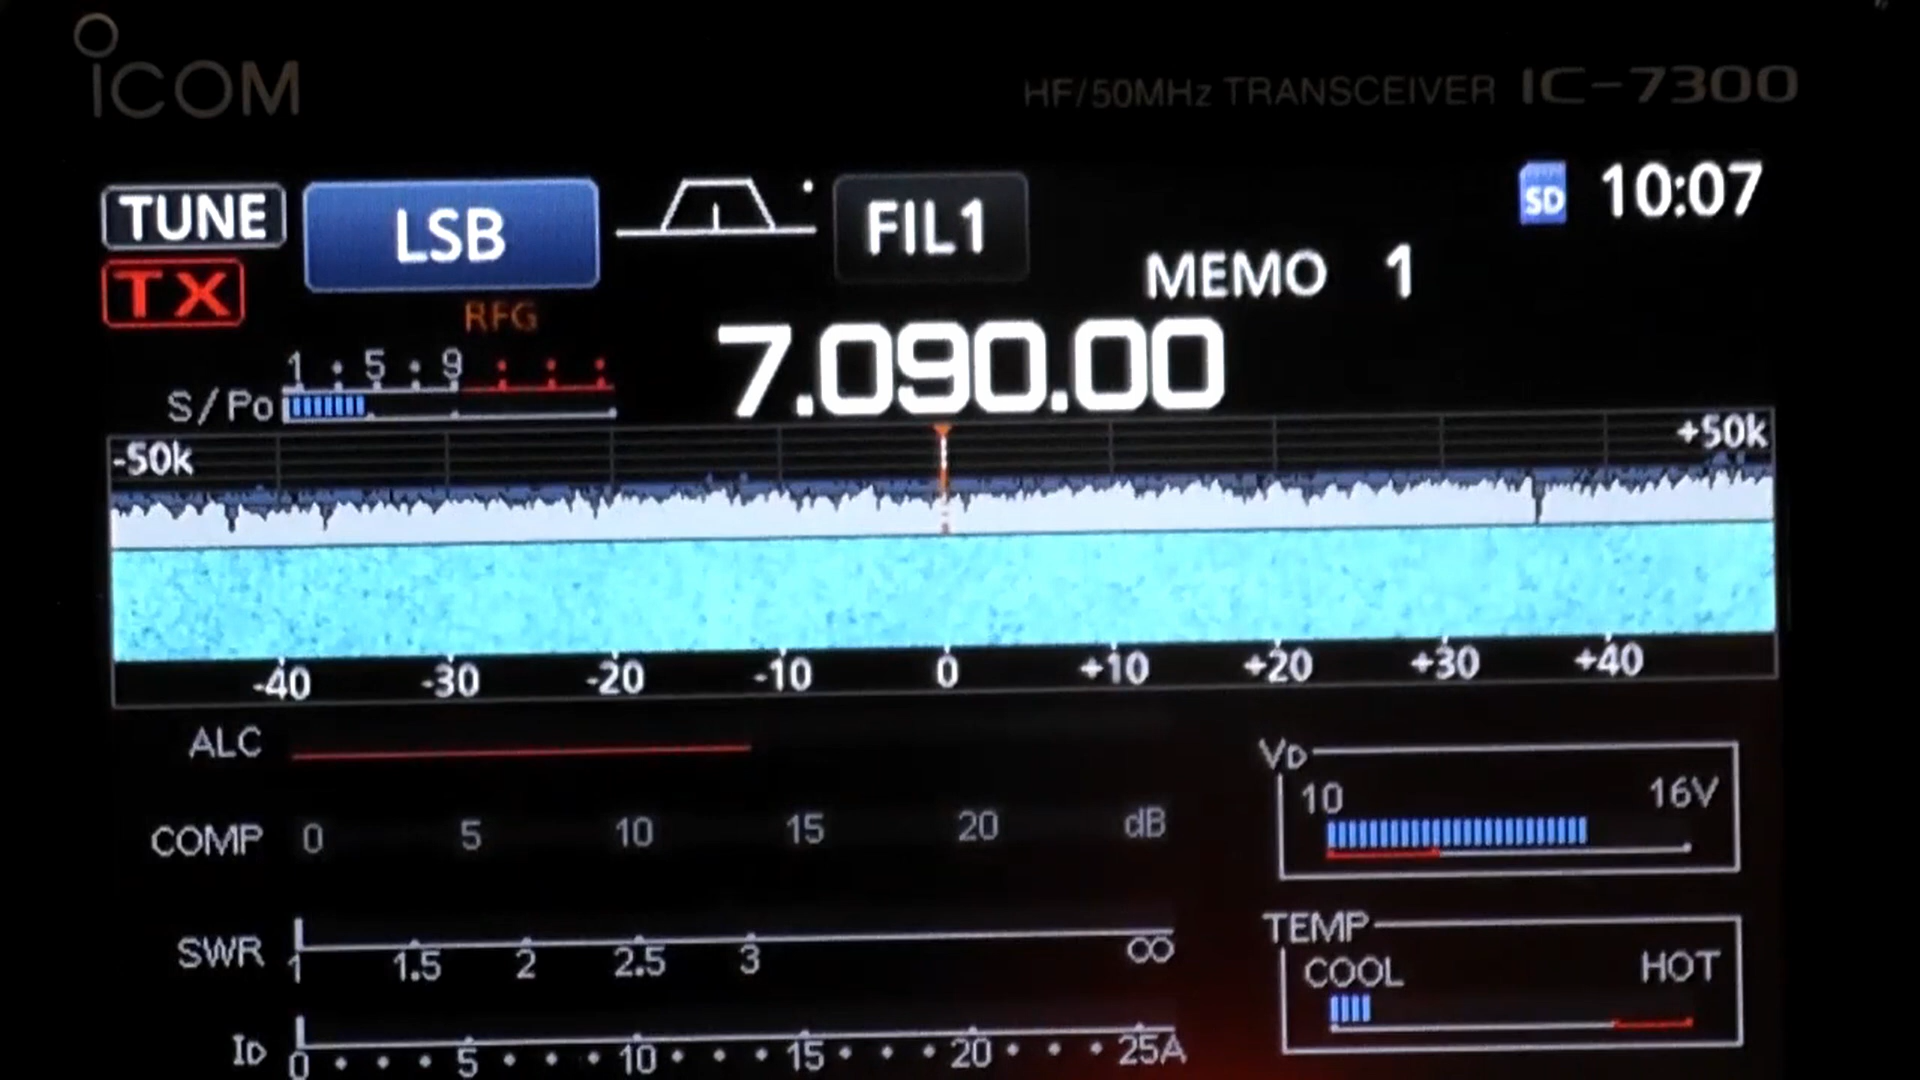 ICOM
HF/50MHz TRANSCEIVER IC-7300
TUNE LSB FIL1 SD 10:07
TX MEMO 1
RFG
7.090.00
1 5 9
S/Po
-50k +50k
-40 -30 -20 -10 0 +10 +20 +30 +40
ALC
VD
10 16V
COMP 0 5 10 15 20 dB
TEMP
SWR 1 1.5 2 2.5 3 ∞
COOL HOT
ID 0 5 10 15 20 25A